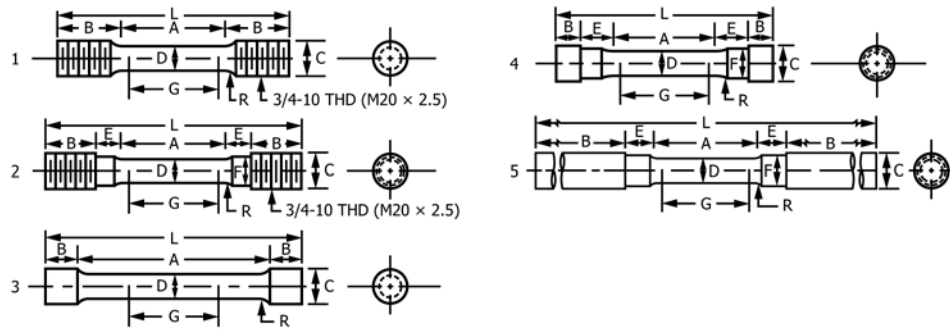 L
B A B
1 D C
G R 3/4-10 THD (M20 × 2.5)
L
B E A E B
2 D F C
G R 3/4-10 THD (M20 × 2.5)
L
B A B
3 D C
G R
L
B E A E B
4 D F C
G R
L
B E A E B
5 D F C
G R